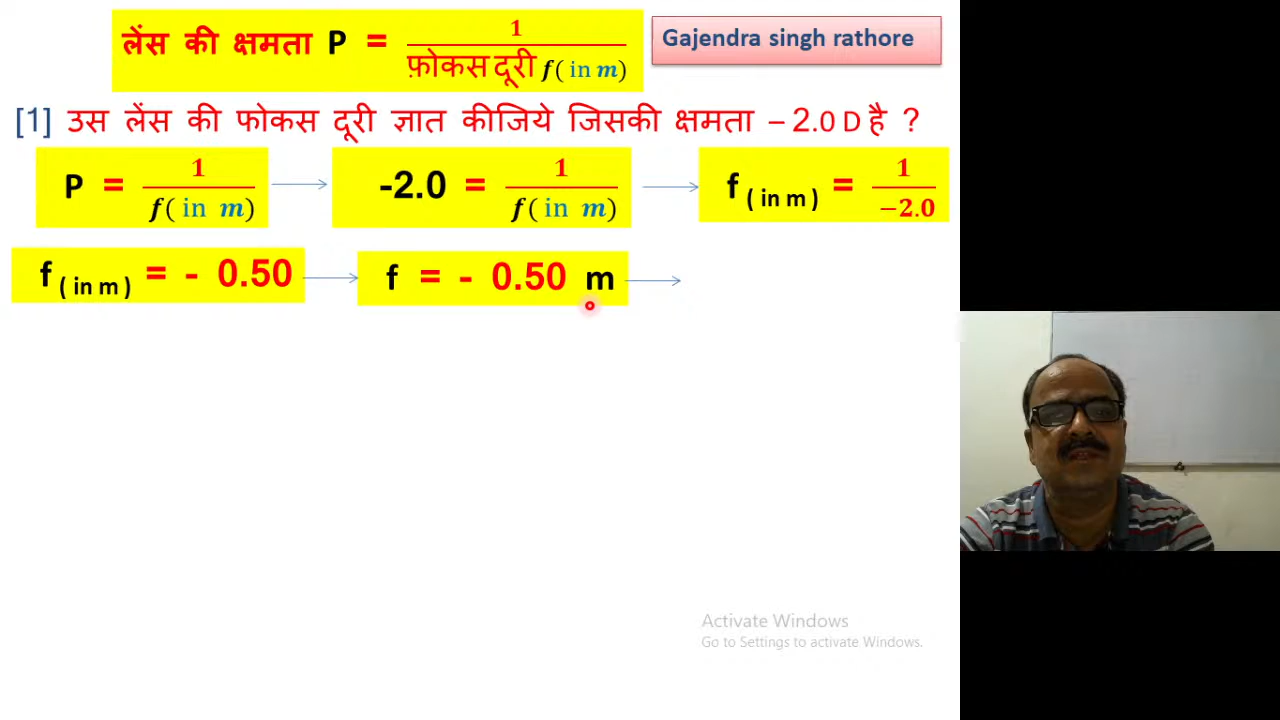 लेंस की क्षमता P = 1 / फ़ोकस दूरी f( in m)
Gajendra singh rathore
[1] उस लेंस की फोकस दूरी ज्ञात कीजिये जिसकी क्षमता – 2.0 D है ?
P = 1 / f( in m)
-2.0 = 1 / f( in m)
f ( in m ) = 1 / −2.0
f ( in m ) = - 0.50
f = - 0.50 m
Activate Windows
Go to Settings to activate Windows.